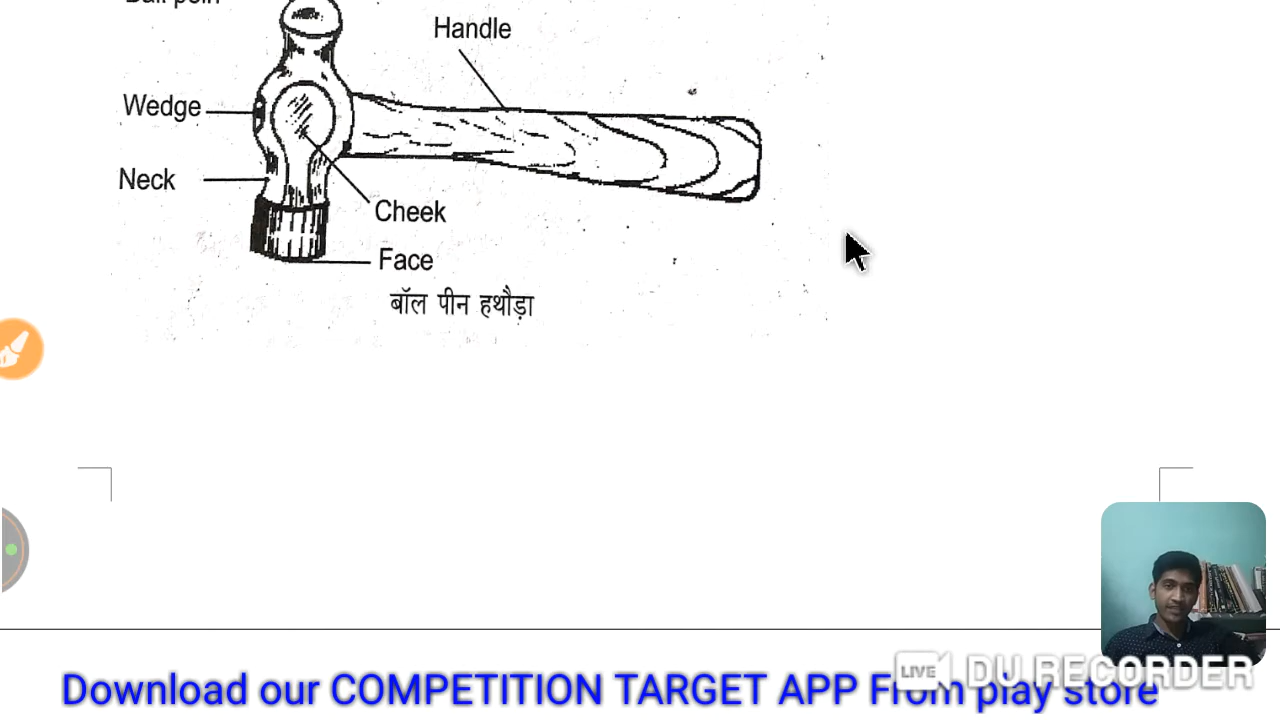 Handle
Wedge
Neck
Cheek
Face
बॉल पीन हथौड़ा
Download our COMPETITION TARGET APP From play store
LIVE DU RECORDER